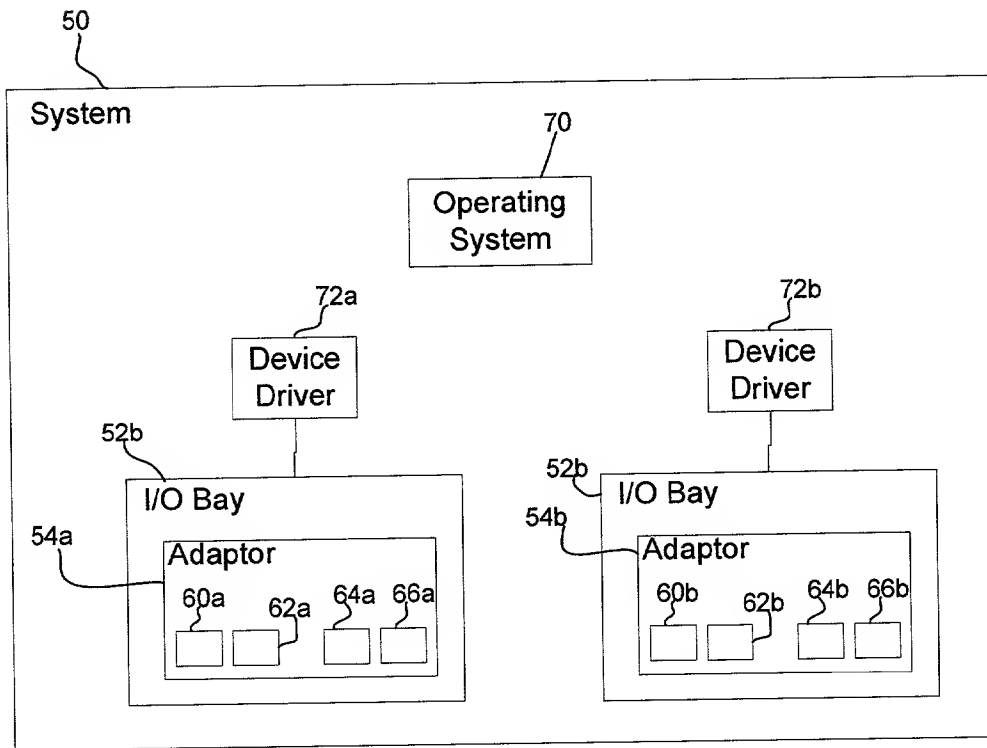 50
System
70
Operating
System
72a
Device
Driver
72b
Device
Driver
52b
I/O Bay
54a
Adaptor
60a
62a
64a
66a
52b
I/O Bay
54b
Adaptor
60b
62b
64b
66b